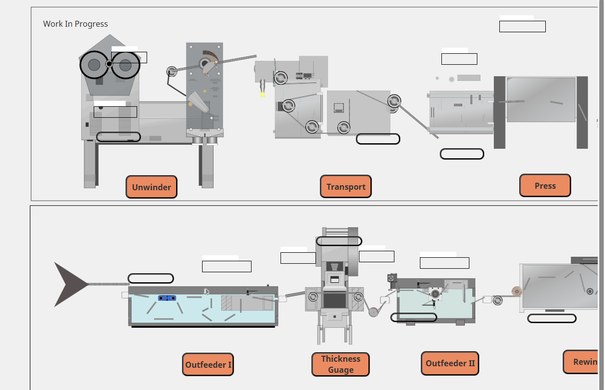 Work In Progress
Unwinder
Transport
Press
Outfeeder I
Thickness
Guage
Outfeeder II
Rewin